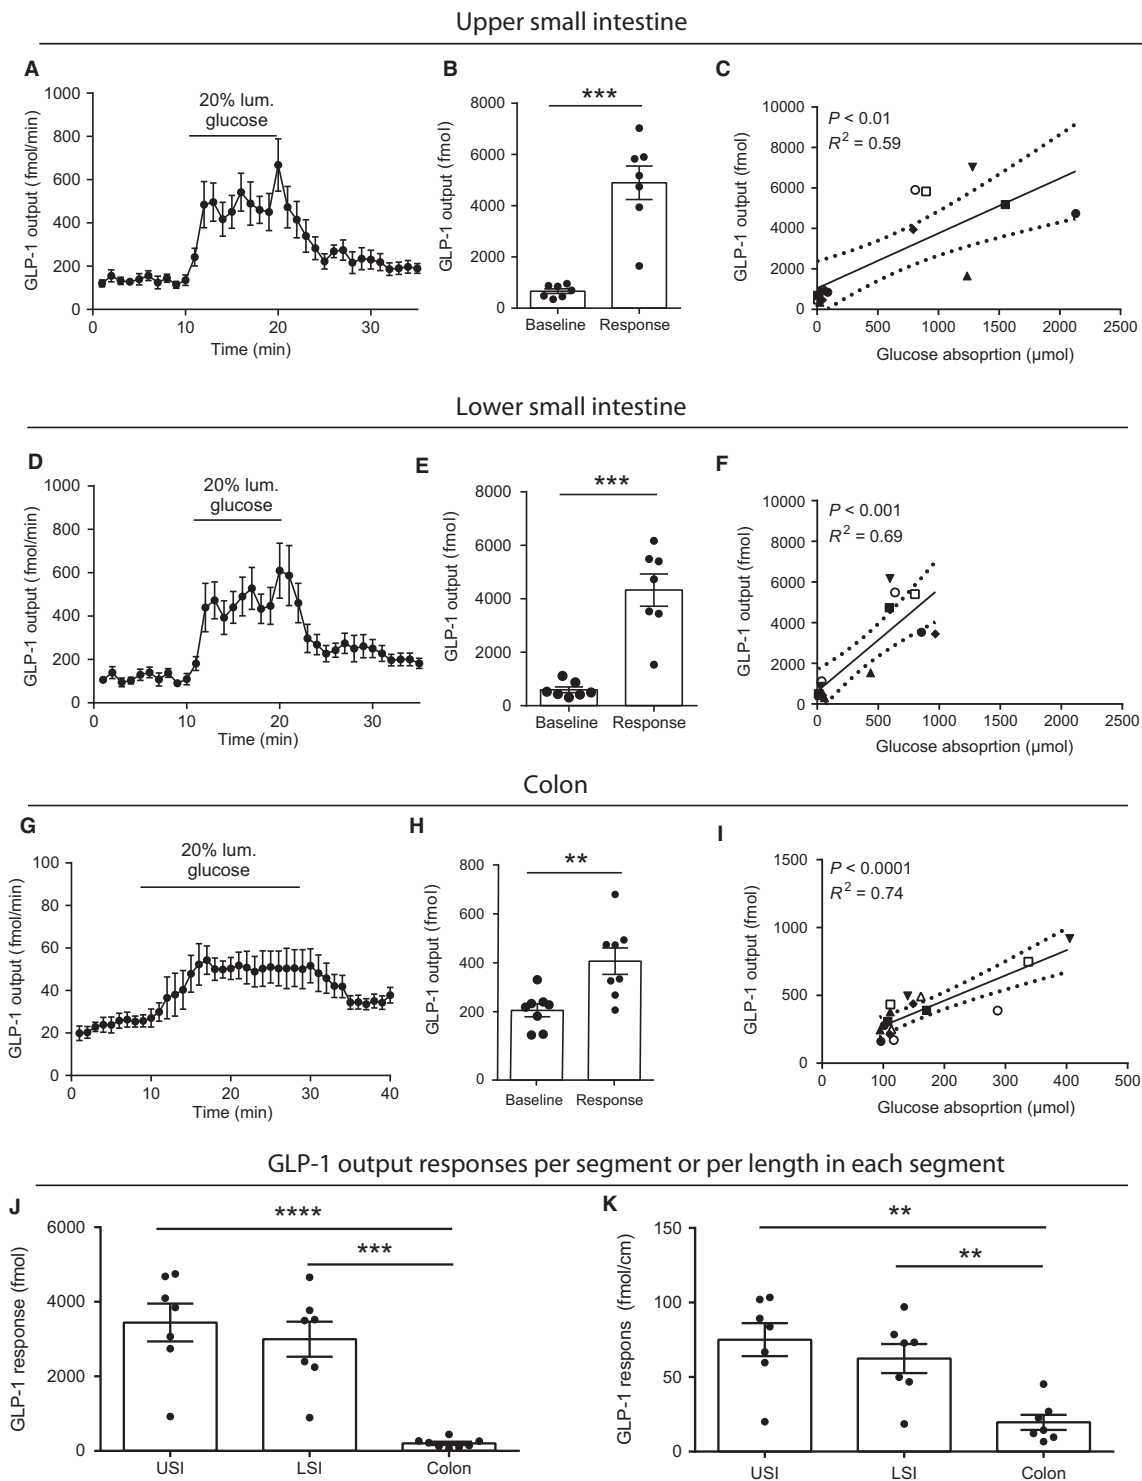 Upper small intestine
A
B
C
GLP-1 output (fmol/min)
1000
800
600
400
200
0
20% lum.
glucose
0
10
20
30
Time (min)
GLP-1 output (fmol)
8000
6000
4000
2000
0
***
Baseline
Response
GLP-1 output (fmol)
10000
8000
6000
4000
2000
0
P < 0.01
R² = 0.59
0
500
1000
1500
2000
2500
Glucose absoprtion (µmol)
Lower small intestine
D
E
F
GLP-1 output (fmol/min)
1000
800
600
400
200
0
20% lum.
glucose
0
10
20
30
Time (min)
GLP-1 output (fmol)
8000
6000
4000
2000
0
***
Baseline
Response
GLP-1 output (fmol)
10000
8000
6000
4000
2000
0
P < 0.001
R² = 0.69
0
500
1000
1500
2000
2500
Glucose absoprtion (µmol)
Colon
G
H
I
GLP-1 output (fmol/min)
100
80
60
40
20
0
20% lum.
glucose
0
10
20
30
40
Time (min)
GLP-1 output (fmol)
800
600
400
200
0
**
Baseline
Response
GLP-1 output (fmol)
1500
1000
500
0
P < 0.0001
R² = 0.74
0
100
200
300
400
500
Glucose absoprtion (µmol)
GLP-1 output responses per segment or per length in each segment
J
K
GLP-1 response (fmol)
6000
4000
2000
0
****
***
USI
LSI
Colon
GLP-1 respons (fmol/cm)
150
100
50
0
**
**
USI
LSI
Colon